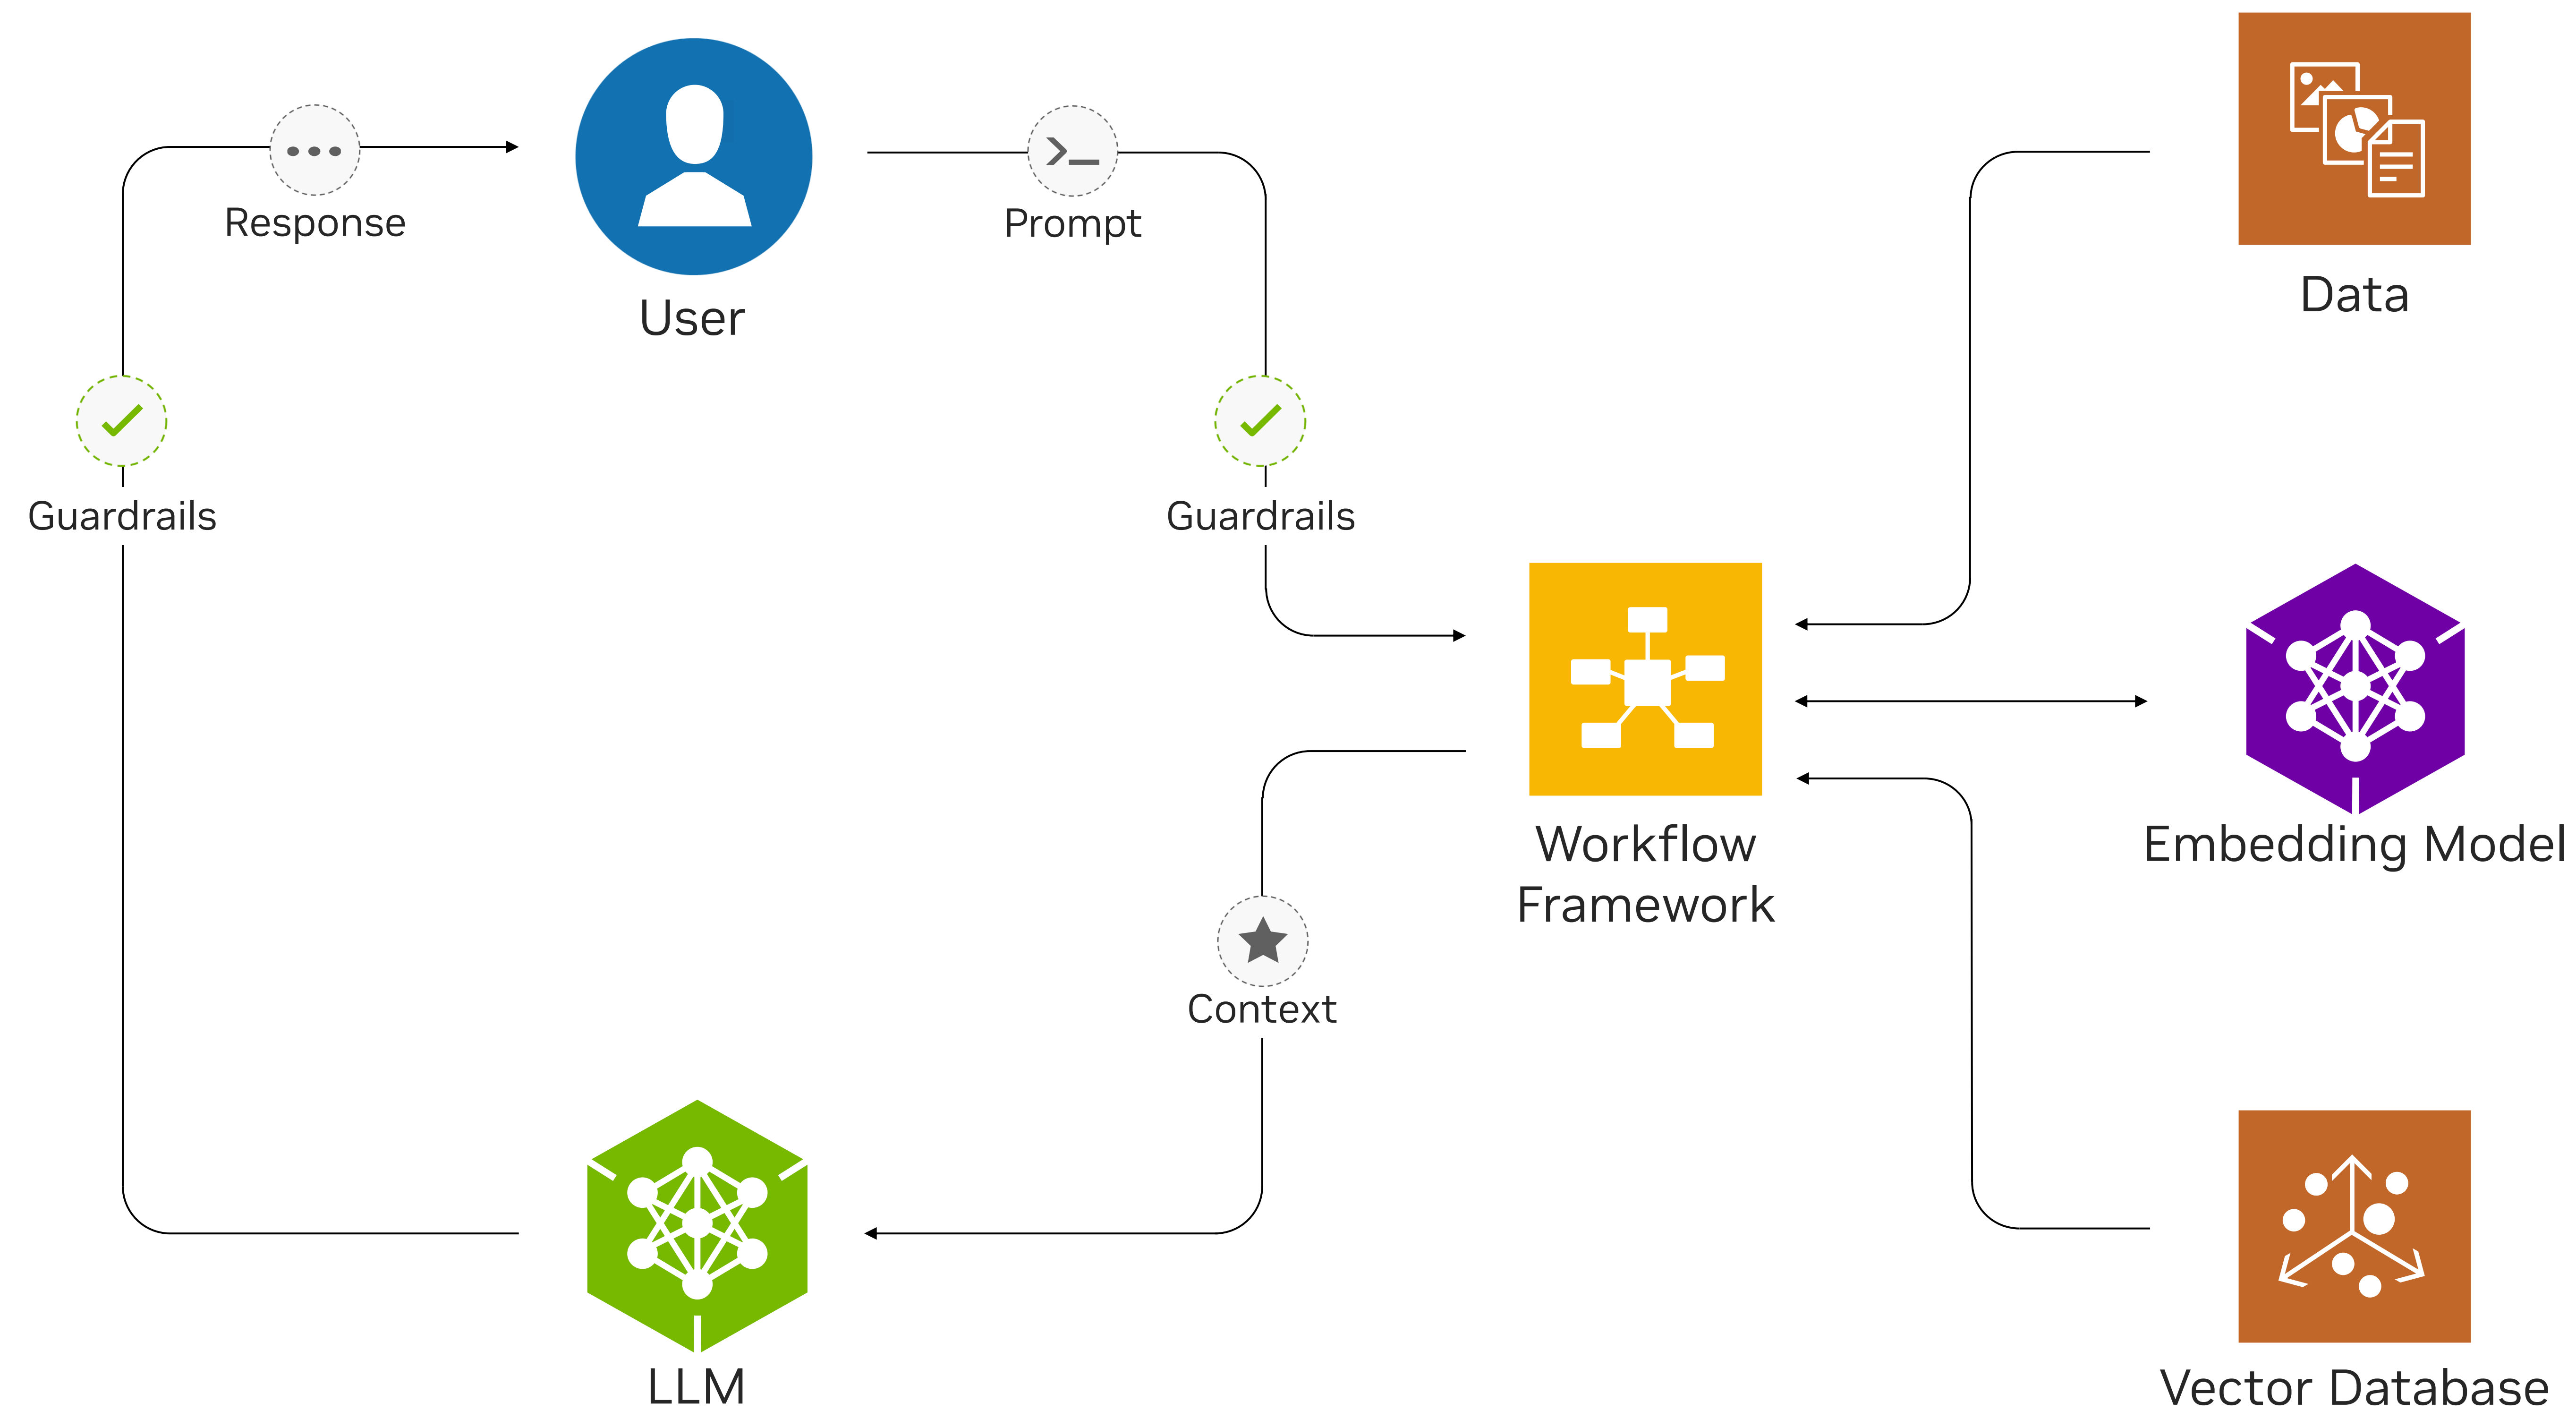 Response
User
Prompt
Data
Guardrails
Guardrails
Workflow
Framework
Embedding Model
Context
LLM
Vector Database